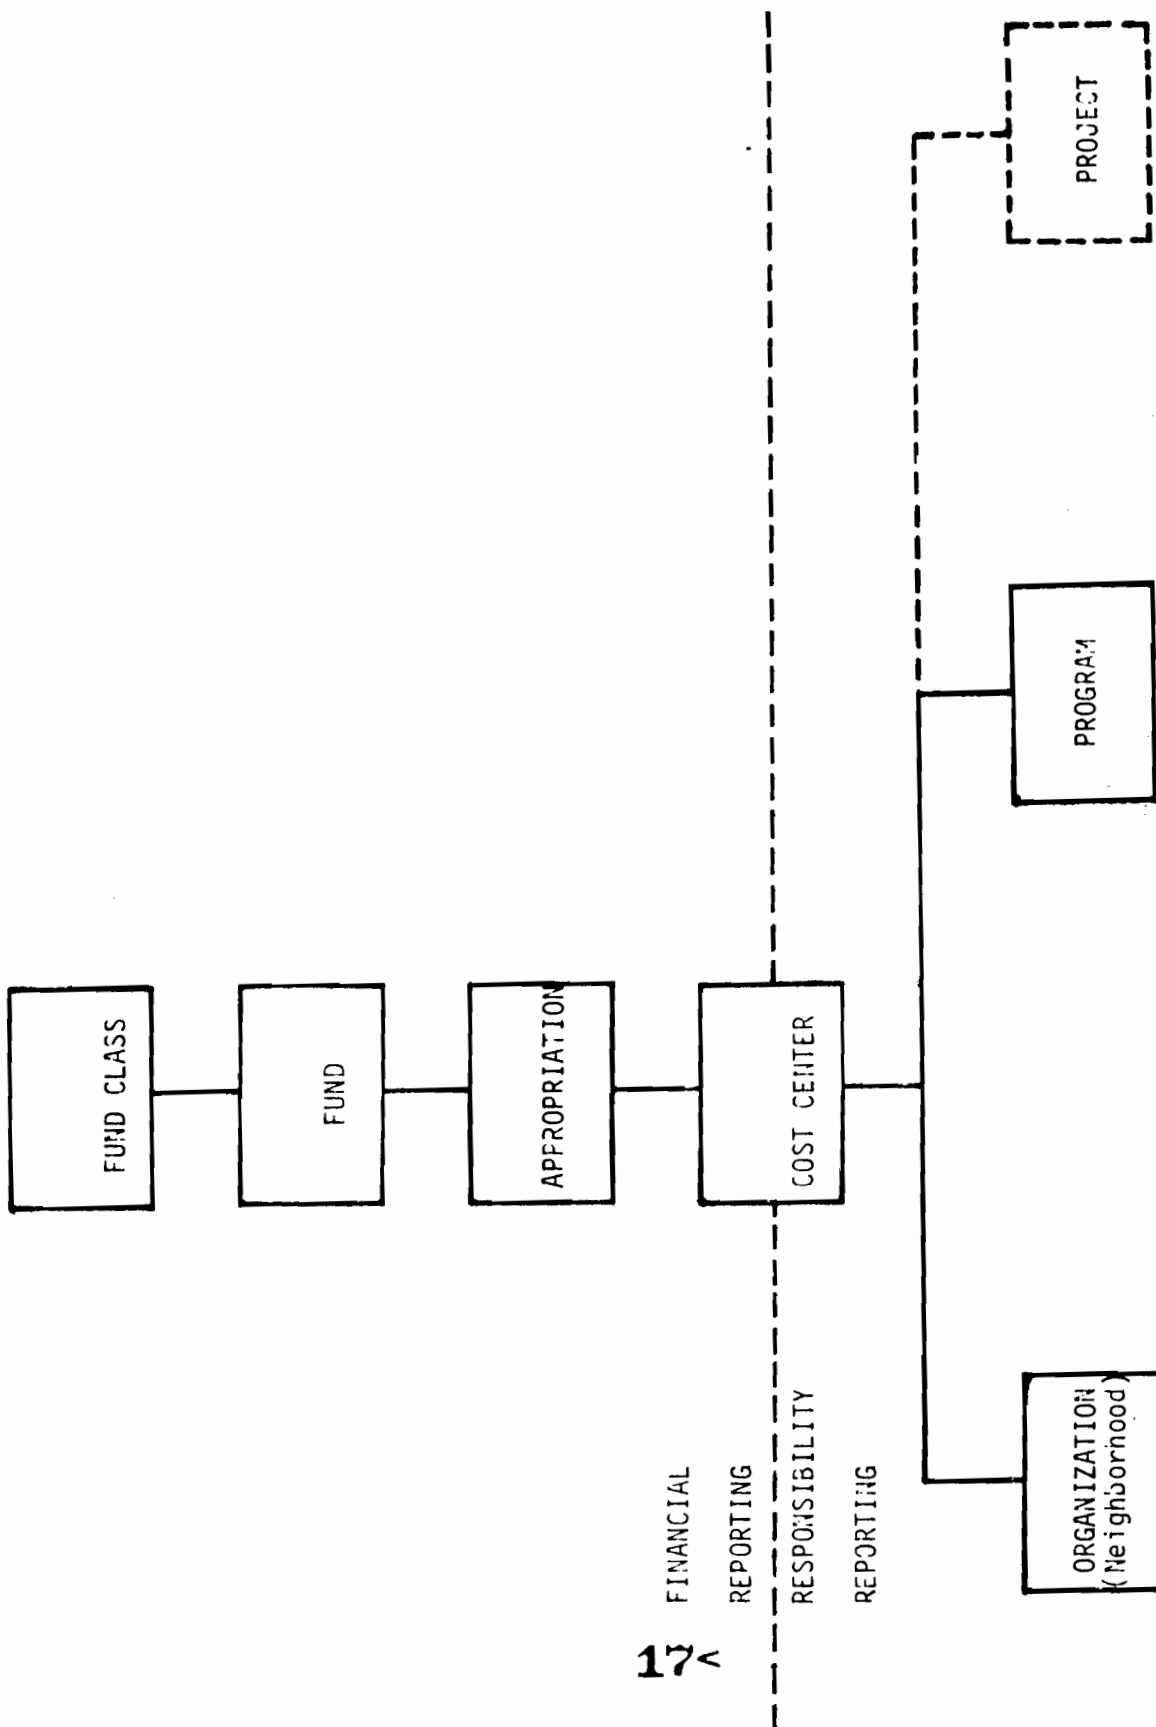 FUND CLASS
FUND
APPROPRIATION
COST CENTER
FINANCIAL
REPORTING
RESPONSIBILITY
REPORTING
ORGANIZATION
(Neighborhood)
PROGRAM
PROJECT
17<